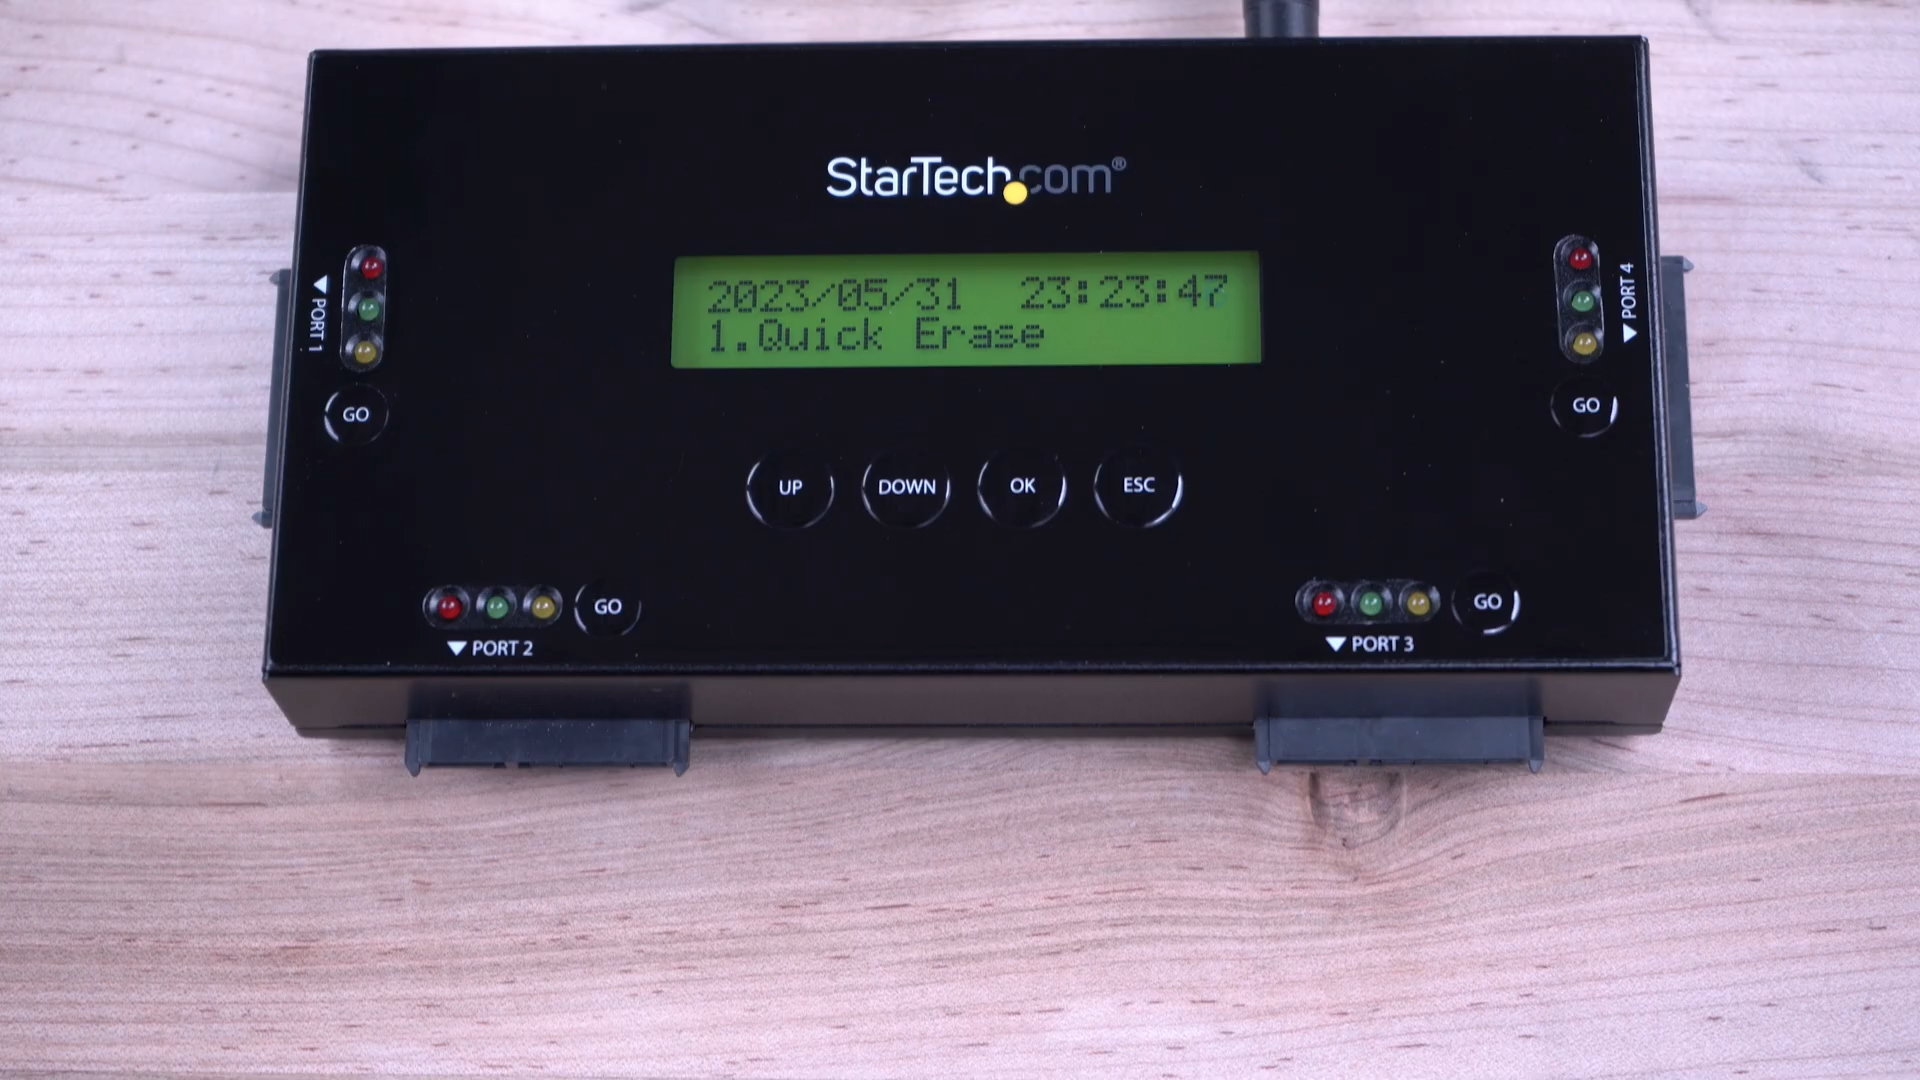 StarTech.com®
2023/05/31 23:23:47
1.Quick Erase
▼ PORT 1
GO
▼ PORT 4
GO
UP
DOWN
OK
ESC
GO
▼ PORT 2
GO
▼ PORT 3